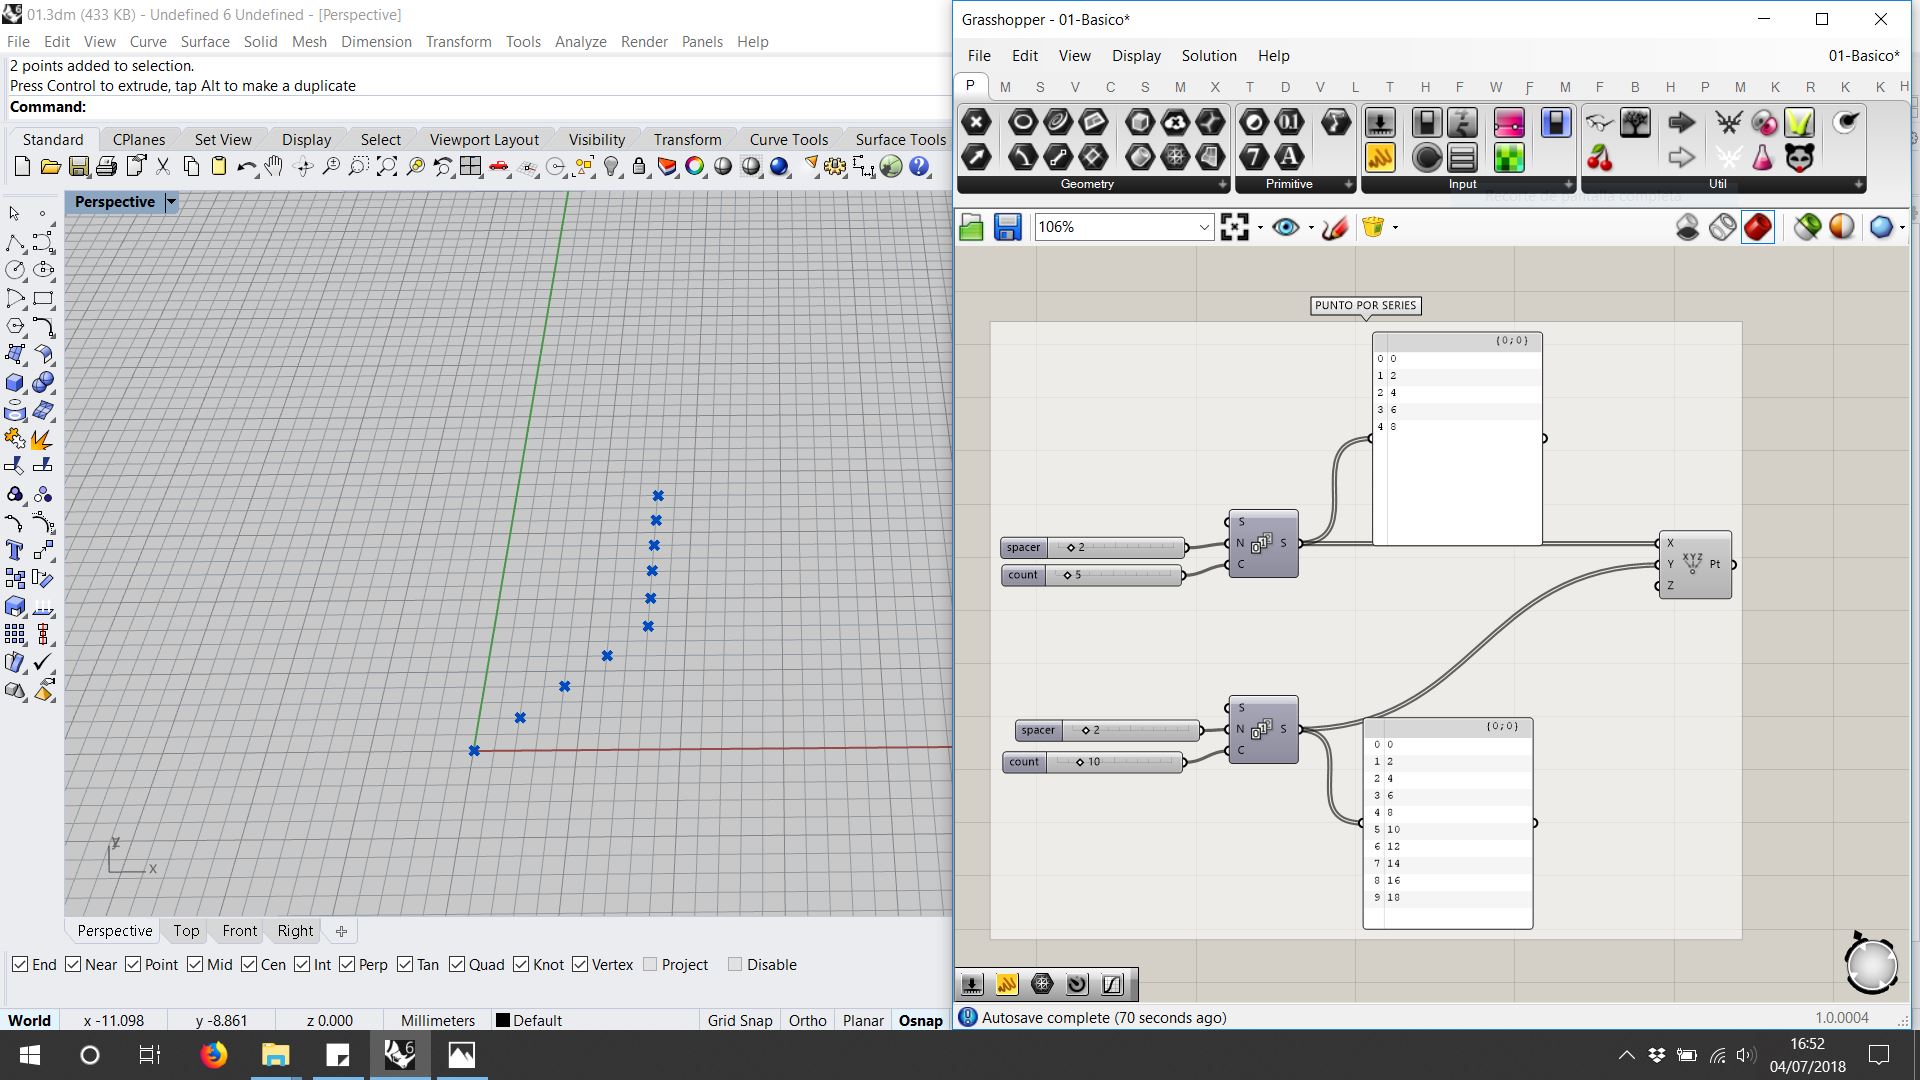 01.3dm (433 KB) - Undefined 6 Undefined - [Perspective]
File Edit View Curve Surface Solid Mesh Dimension Transform Tools Analyze Render Panels Help
2 points added to selection.
Press Control to extrude, tap Alt to make a duplicate
Command:
Standard CPlanes Set View Display Select Viewport Layout Visibility Transform Curve Tools Surface Tools
Perspective
y
x
Perspective Top Front Right
End Near Point Mid Cen Int Perp Tan Quad Knot Vertex Project Disable
World x -11.098 y -8.861 z 0.000 Millimeters Default Grid Snap Ortho Planar Osnap
Grasshopper - 01-Basico*
File Edit View Display Solution Help 01-Basico*
P M S V C S M X T D V L T H F W F M F B H P M K R K K H
Geometry Primitive Input Util
Recorte de pantalla completa
106%
PUNTO POR SERIES
{0;0}
0 0
1 2
2 4
3 6
4 8
spacer 2
count 5
S
N S
C
X
XYZ
Y Pt
Z
spacer 2
count 10
S
N S
C
{0;0}
0 0
1 2
2 4
3 6
4 8
5 10
6 12
7 14
8 16
9 18
Autosave complete (70 seconds ago) 1.0.0004
16:52
04/07/2018